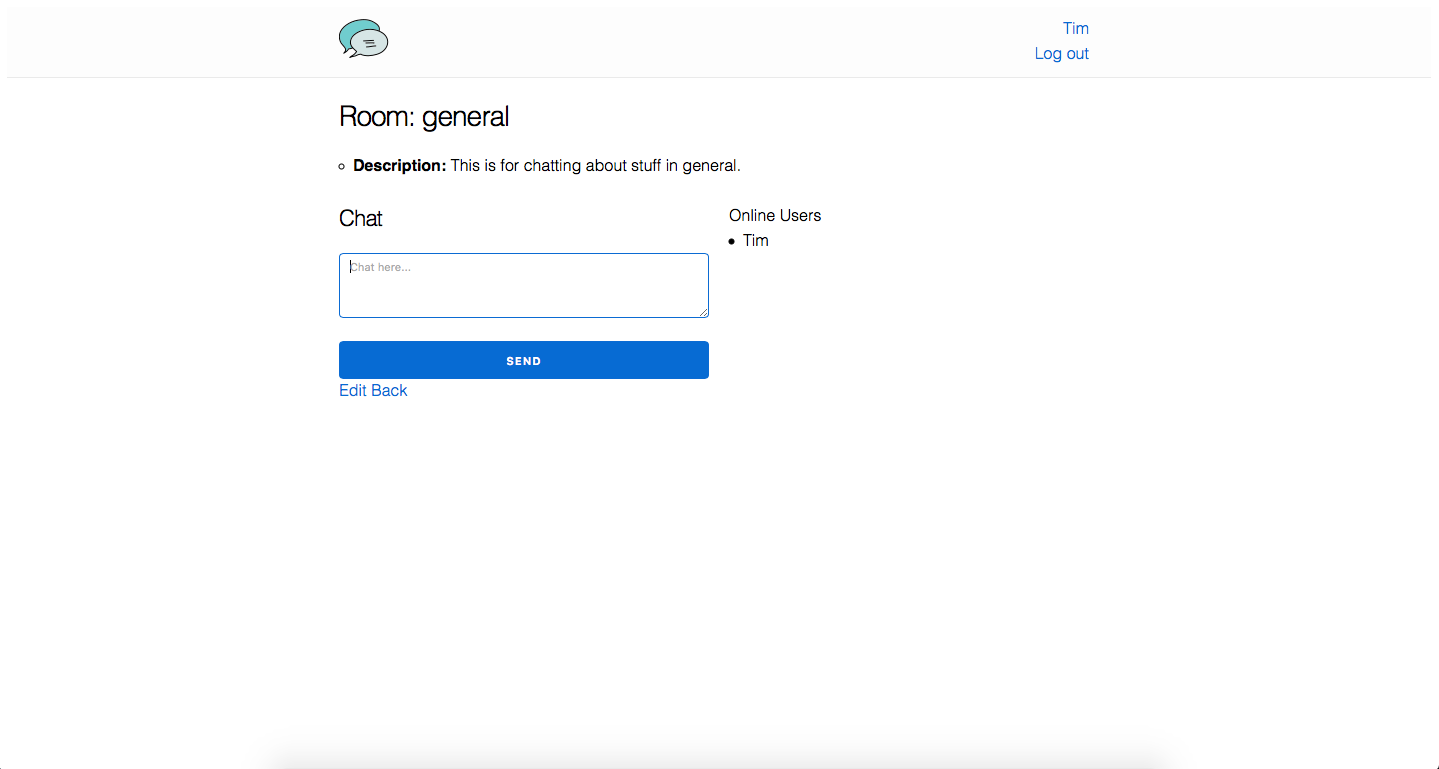 Tim
Log out
Room: general
Description: This is for chatting about stuff in general.
Chat
Chat here...
SEND
Edit Back
Online Users
Tim